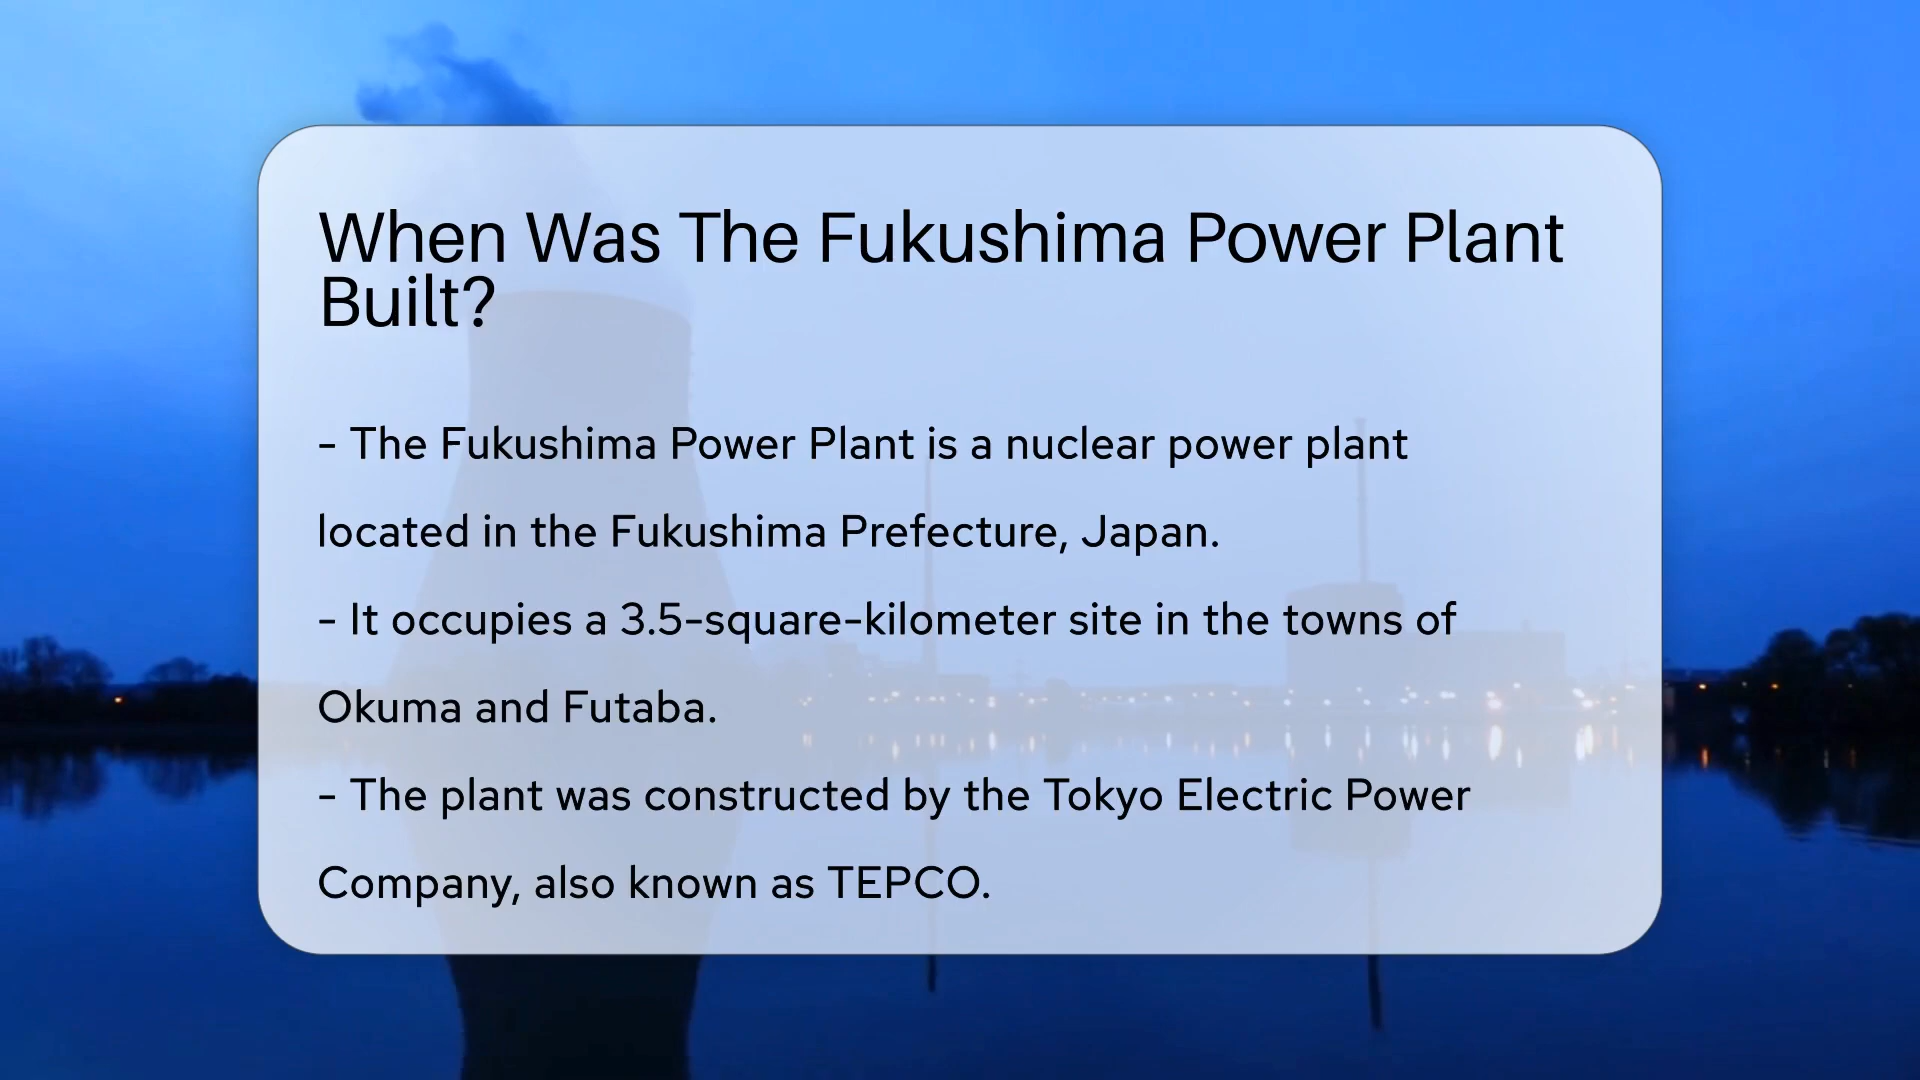 When Was The Fukushima Power Plant
Built?
- The Fukushima Power Plant is a nuclear power plant
located in the Fukushima Prefecture, Japan.
- It occupies a 3.5-square-kilometer site in the towns of
Okuma and Futaba.
- The plant was constructed by the Tokyo Electric Power
Company, also known as TEPCO.